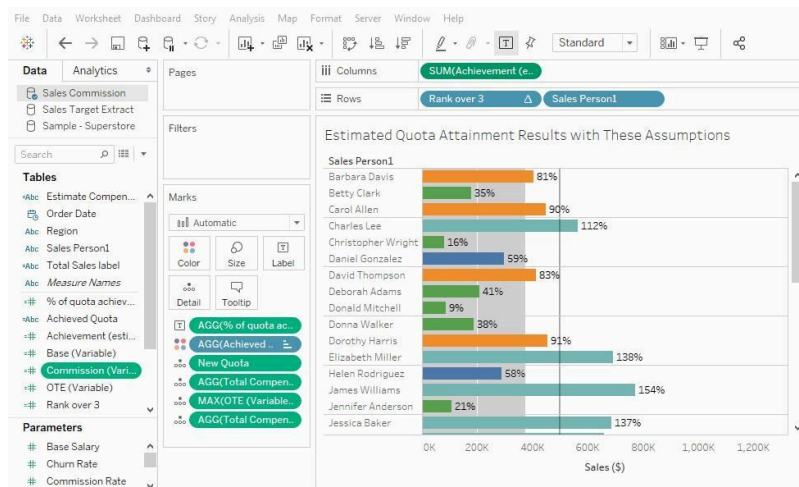 File Data Worksheet Dashboard Story Analysis Map Format Server Window Help
Standard
Data Analytics
Sales Commission
Sales Target Extract
Sample - Superstore
Search
Tables
Abc Estimate Compen...
Order Date
Abc Region
Abc Sales Person1
=Abc Total Sales label
Abc Measure Names
=# % of quota achiev...
=Abc Achieved Quota
=# Achievement (esti...
=# Base (Variable)
=# Commission (Vari...
=# OTE (Variable)
=# Rank over 3
Parameters
# Base Salary
# Churn Rate
# Commission Rate
Pages
Filters
Marks
Automatic
Color Size Label
Detail Tooltip
AGG(% of quota ac..
AGG(Achieved ..
New Quota
AGG(Total Compen..
MAX(OTE (Variable..
AGG(Total Compen..
iii Columns SUM(Achievement (e..
Rows Rank over 3 Δ Sales Person1
Estimated Quota Attainment Results with These Assumptions
Sales Person1
Barbara Davis 81%
Betty Clark 35%
Carol Allen 90%
Charles Lee 112%
Christopher Wright 16%
Daniel Gonzalez 59%
David Thompson 83%
Deborah Adams 41%
Donald Mitchell 9%
Donna Walker 38%
Dorothy Harris 91%
Elizabeth Miller 138%
Helen Rodriguez 58%
James Williams 154%
Jennifer Anderson 21%
Jessica Baker 137%
0K 200K 400K 600K 800K 1,000K 1,200K
Sales ($)